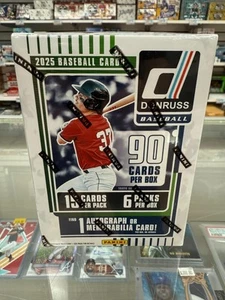 2025 BASEBALL CARDS
DONRUSS
BASEBALL
90
CARDS
PER BOX
15 CARDS PER PACK
6 PACKS PER BOX
1 AUTOGRAPH OR
MEMORABILIA CARD!
PANINI